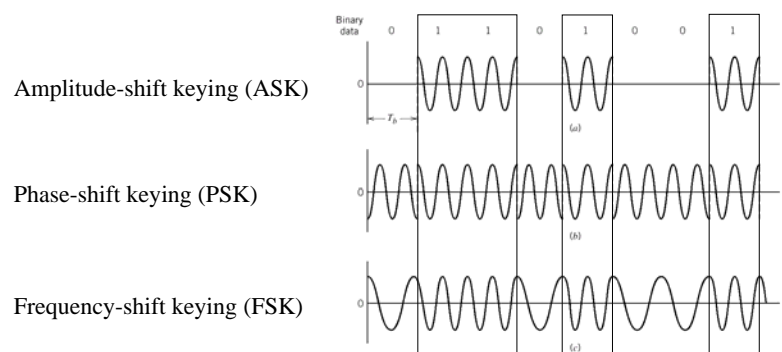 Binary
data 0 1 1 0 1 0 0 1
Amplitude-shift keying (ASK)
0
T_b
(a)
Phase-shift keying (PSK)
0
(b)
Frequency-shift keying (FSK)
0
(c)